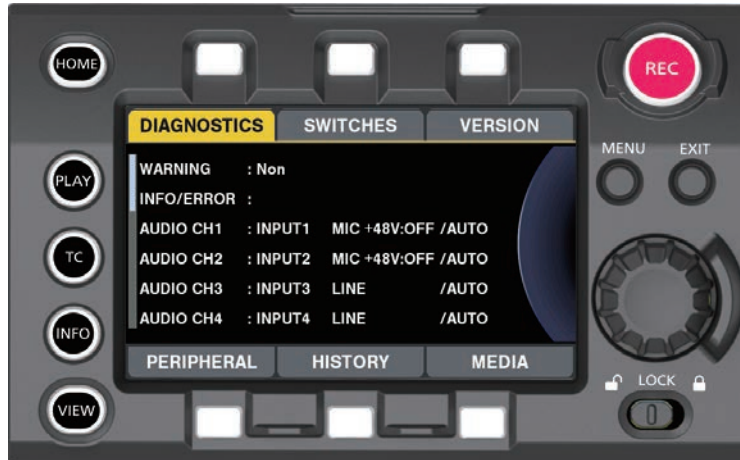 HOME
REC
DIAGNOSTICS SWITCHES VERSION
MENU EXIT
WARNING : Non
INFO/ERROR :
PLAY
AUDIO CH1 : INPUT1 MIC +48V:OFF /AUTO
AUDIO CH2 : INPUT2 MIC +48V:OFF /AUTO
TC
AUDIO CH3 : INPUT3 LINE /AUTO
AUDIO CH4 : INPUT4 LINE /AUTO
INFO
PERIPHERAL HISTORY MEDIA
LOCK
VIEW